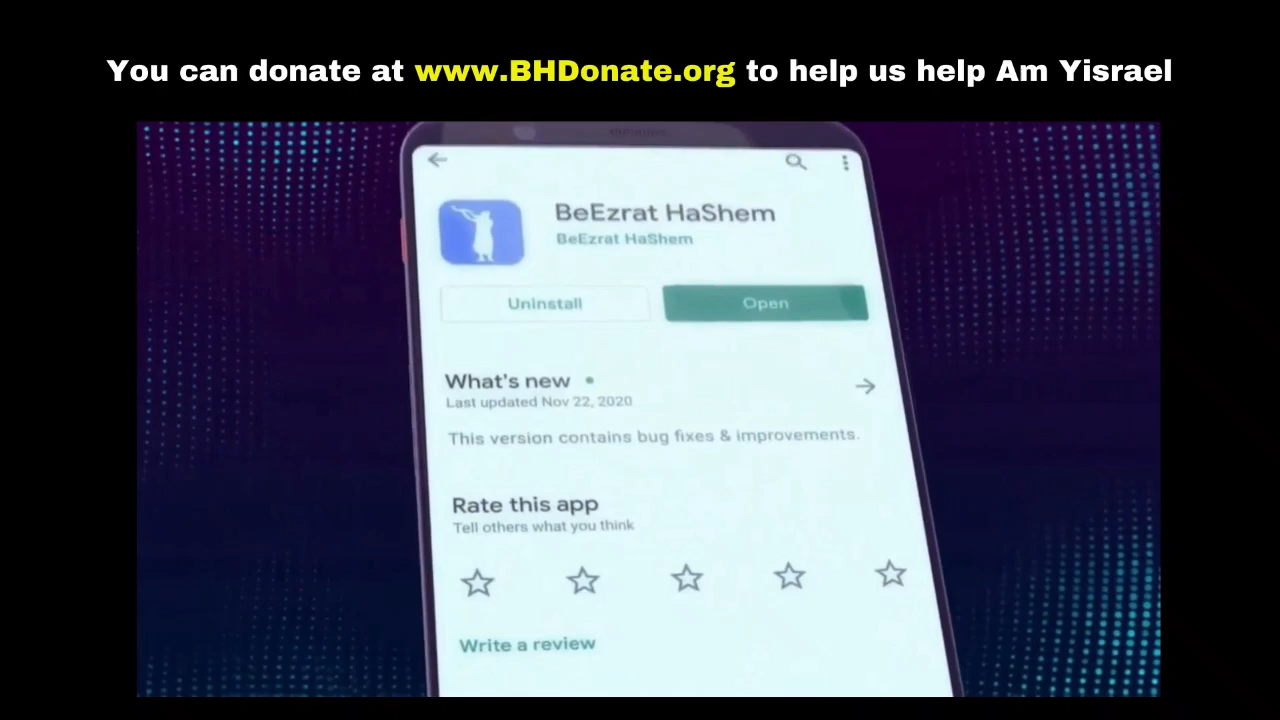 You can donate at www.BHDonate.org to help us help Am Yisrael
BeEzrat HaShem
BeEzrat HaShem
Uninstall
Open
What's new
Last updated Nov 22, 2020
This version contains bug fixes & improvements.
Rate this app
Tell others what you think
Write a review